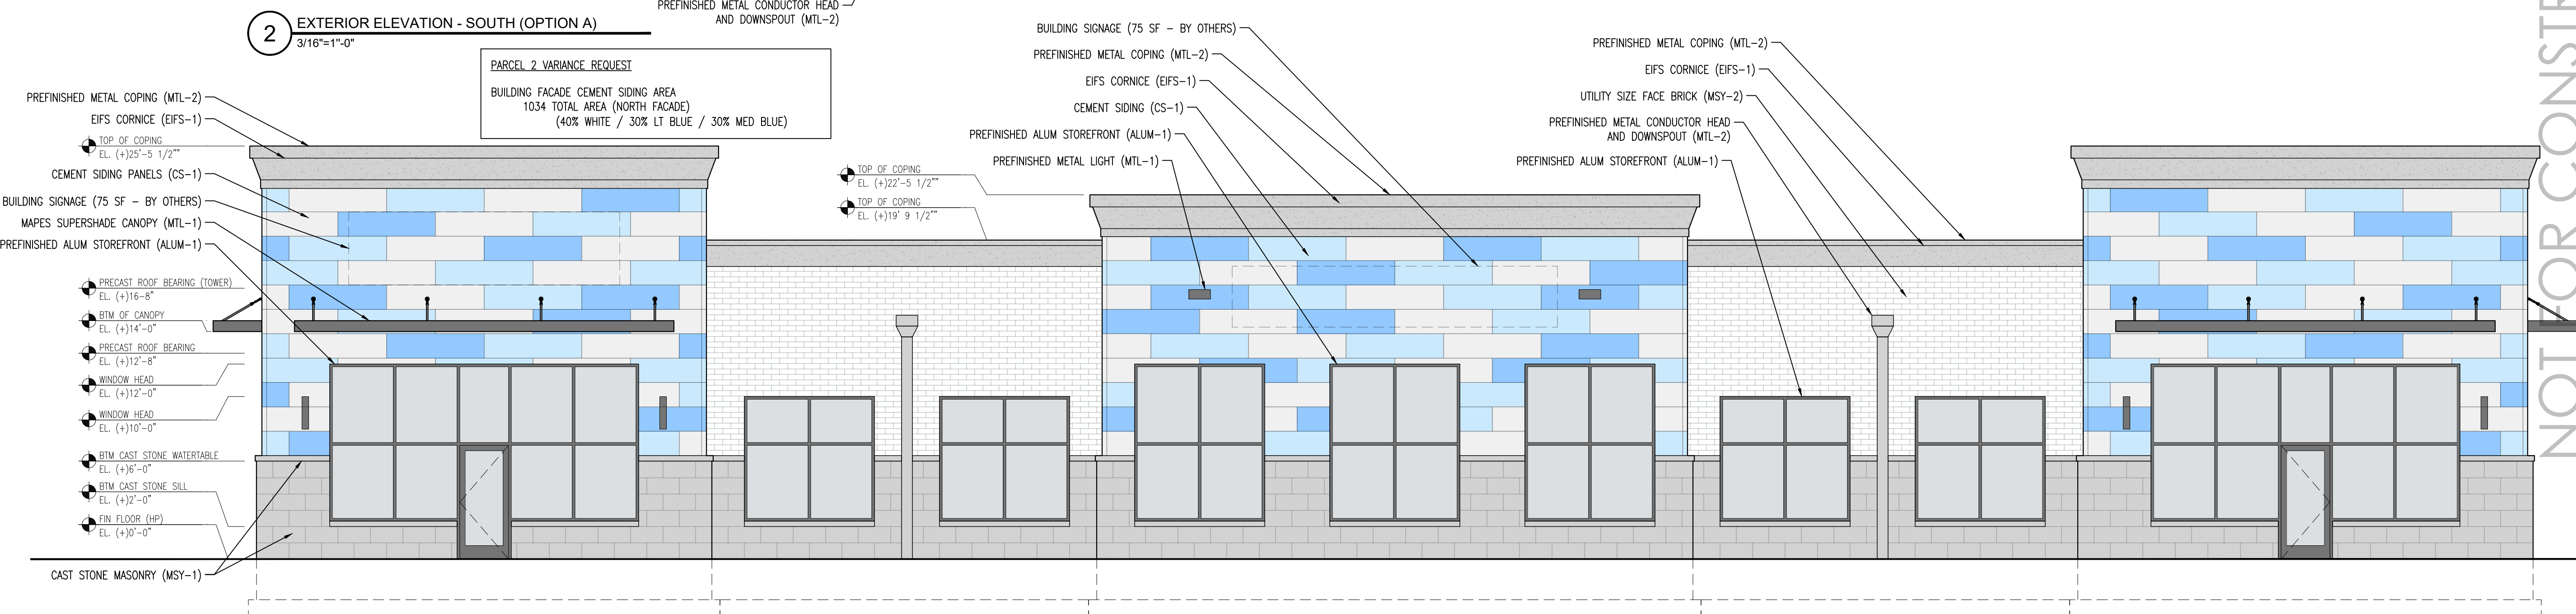 PREFINISHED METAL CONDUCTOR HEAD
AND DOWNSPOUT (MTL-2)
2
EXTERIOR ELEVATION - SOUTH (OPTION A)
3/16"=1"-0"
PARCEL 2 VARIANCE REQUEST
BUILDING FACADE CEMENT SIDING AREA
1034 TOTAL AREA (NORTH FACADE)
(40% WHITE / 30% LT BLUE / 30% MED BLUE)
PREFINISHED METAL COPING (MTL-2)
EIFS CORNICE (EIFS-1)
TOP OF COPING
EL. (+)25'-5 1/2""
CEMENT SIDING PANELS (CS-1)
BUILDING SIGNAGE (75 SF - BY OTHERS)
MAPES SUPERSHADE CANOPY (MTL-1)
PREFINISHED ALUM STOREFRONT (ALUM-1)
PRECAST ROOF BEARING (TOWER)
EL. (+)16-8"
BTM OF CANOPY
EL. (+)14'-0"
PRECAST ROOF BEARING
EL. (+)12'-8"
WINDOW HEAD
EL. (+)12'-0"
WINDOW HEAD
EL. (+)10'-0"
BTM CAST STONE WATERTABLE
EL. (+)6'-0"
BTM CAST STONE SILL
EL. (+)2'-0"
FIN FLOOR (HP)
EL. (+)0'-0"
CAST STONE MASONRY (MSY-1)
TOP OF COPING
EL. (+)22'-5 1/2""
TOP OF COPING
EL. (+)19' 9 1/2""
BUILDING SIGNAGE (75 SF - BY OTHERS)
PREFINISHED METAL COPING (MTL-2)
EIFS CORNICE (EIFS-1)
CEMENT SIDING (CS-1)
PREFINISHED ALUM STOREFRONT (ALUM-1)
PREFINISHED METAL LIGHT (MTL-1)
PREFINISHED METAL COPING (MTL-2)
EIFS CORNICE (EIFS-1)
UTILITY SIZE FACE BRICK (MSY-2)
PREFINISHED METAL CONDUCTOR HEAD
AND DOWNSPOUT (MTL-2)
PREFINISHED ALUM STOREFRONT (ALUM-1)
NOT FOR CONSTR